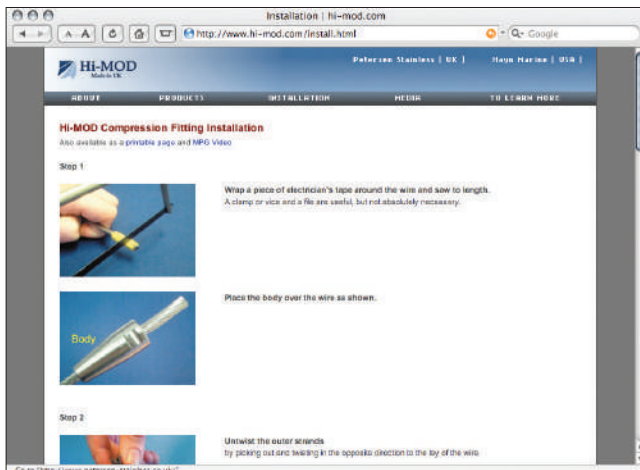 Installation | hi-mod.com
A A
http://www.hi-mod.com/install.html
Q- Google
Hi-MOD
Made in UK
Petersen Stainless | UK |
Hayn Marine | USA |
ABOUT PRODUCTS INSTALLATION MEDIA TO LEARN MORE
Hi-MOD Compression Fitting Installation
Also available as a printable page and MPG Video
Step 1
Wrap a piece of electrician's tape around the wire and saw to length.
A clamp or vice and a file are useful, but not absolutely necessary.
Place the body over the wire as shown.
Body
Step 2
Untwist the outer strands
by picking out and twisting in the opposite direction to the lay of the wire